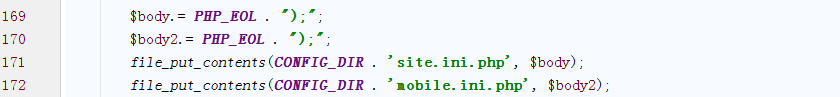 169 $body.= PHP_EOL . ");";
170 $body2.= PHP_EOL . ");";
171 file_put_contents(CONFIG_DIR . 'site.ini.php', $body);
172 file_put_contents(CONFIG_DIR . 'mobile.ini.php', $body2);